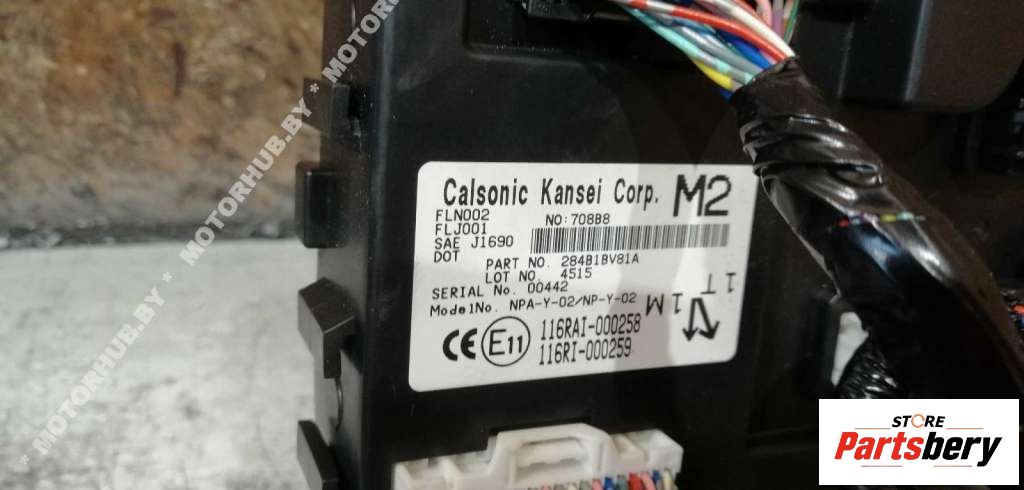 Calsonic Kansei Corp. M2
FLN002 NO:708B8
FLJ001
SAE J1690
DOT PART NO. 284B1BV81A
LOT NO. 4515
SERIAL No. 00442
ModelNo. NPA-Y-02/NP-Y-02
1M
1T
CE E11 116RAI-000258
116RI-000259
* MOTORHUB.BY * MOTORHUB.BY * MOTORHUB.BY
STORE
Partsbery